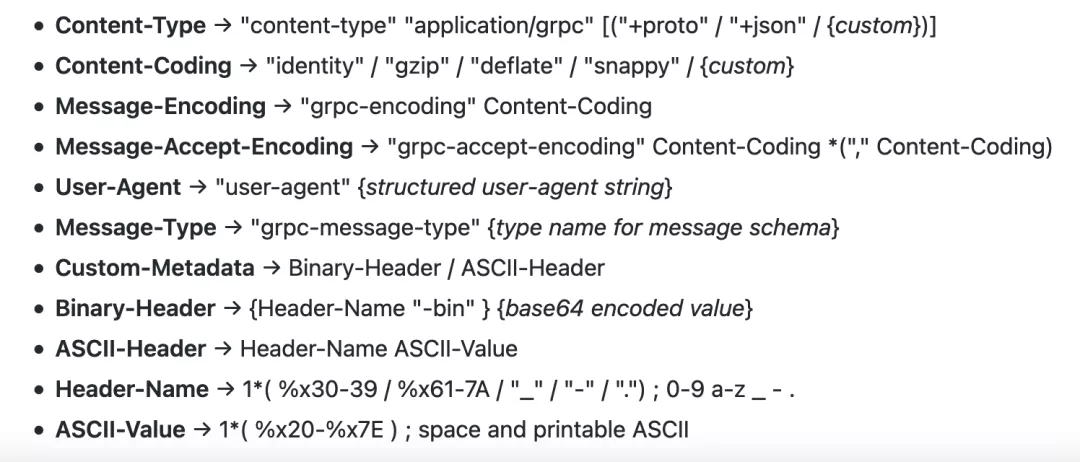 • Content-Type → "content-type" "application/grpc" [("+proto" / "+json" / {custom})]
• Content-Coding → "identity" / "gzip" / "deflate" / "snappy" / {custom}
• Message-Encoding → "grpc-encoding" Content-Coding
• Message-Accept-Encoding → "grpc-accept-encoding" Content-Coding *("," Content-Coding)
• User-Agent → "user-agent" {structured user-agent string}
• Message-Type → "grpc-message-type" {type name for message schema}
• Custom-Metadata → Binary-Header / ASCII-Header
• Binary-Header → {Header-Name "-bin" } {base64 encoded value}
• ASCII-Header → Header-Name ASCII-Value
• Header-Name → 1*( %x30-39 / %x61-7A / "_" / "-" / ".") ; 0-9 a-z _ - .
• ASCII-Value → 1*( %x20-%x7E ) ; space and printable ASCII